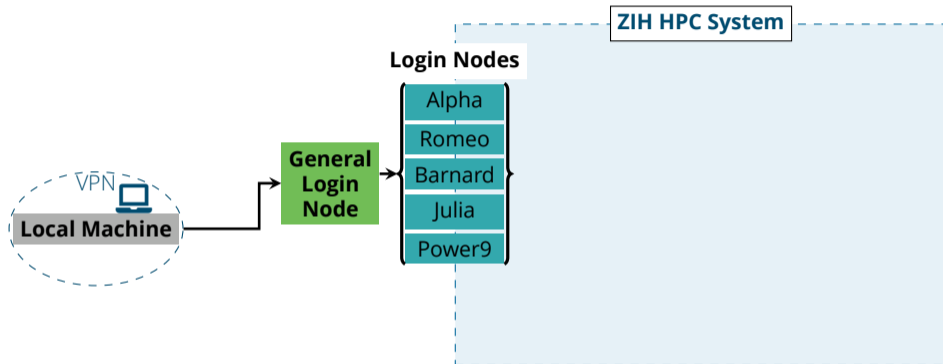 ZIH HPC System
Login Nodes
Alpha
Romeo
Barnard
Julia
Power9
General
Login
Node
VPN
Local Machine